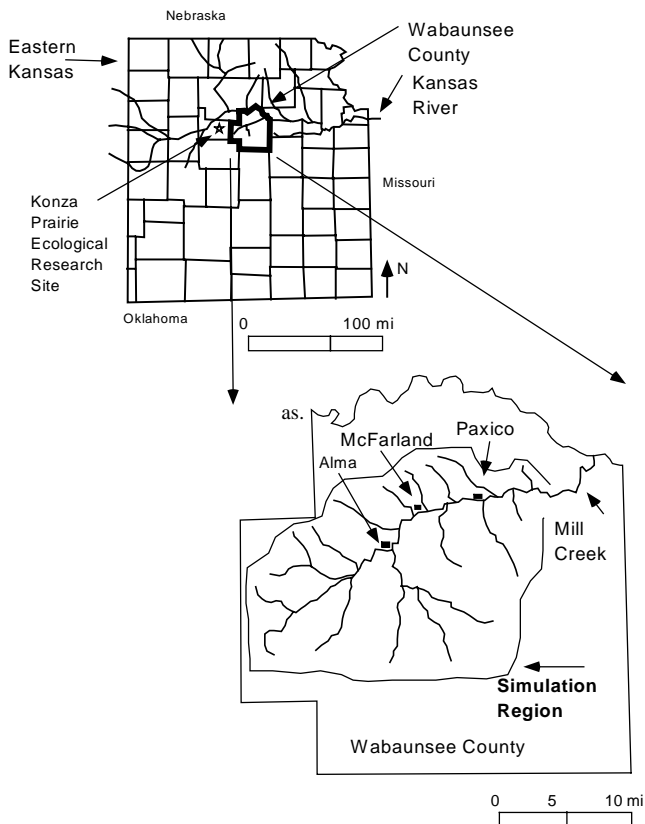 Nebraska
Eastern
Kansas
Wabaunsee
County
Kansas
River
Missouri
Konza
Prairie
Ecological
Research
Site
N
Oklahoma
0 100 mi
as.
McFarland
Paxico
Alma
Mill
Creek
Simulation
Region
Wabaunsee County
0 5 10 mi